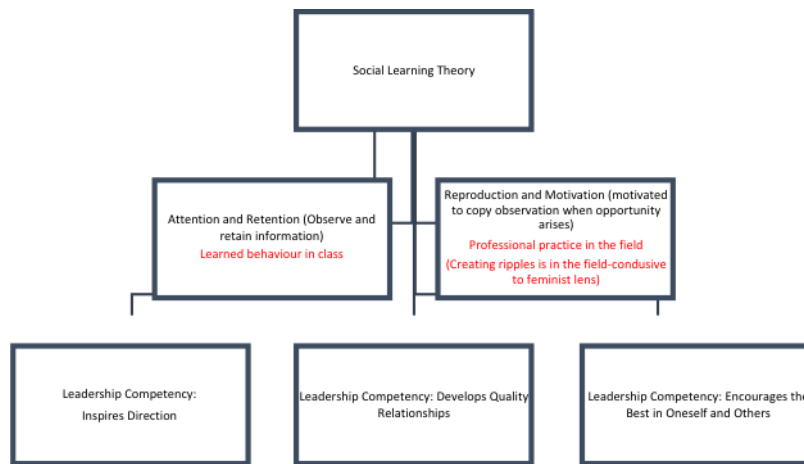 Social Learning Theory
Attention and Retention (Observe and
retain information)
Learned behaviour in class
Reproduction and Motivation (motivated
to copy observation when opportunity
arises)
Professional practice in the field
(Creating ripples is in the field-condusive
to feminist lens)
Leadership Competency:
Inspires Direction
Leadership Competency: Develops Quality
Relationships
Leadership Competency: Encourages the
Best in Oneself and Others